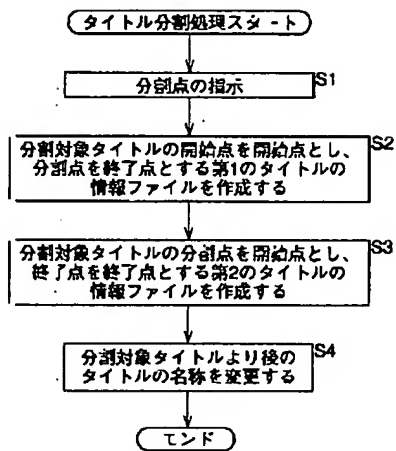 タイトル分割処理スタート
分割点の指示
S1
分割対象タイトルの開始点を開始点とし、
分割点を終了点とする第1のタイトルの
情報ファイルを作成する
S2
分割対象タイトルの分割点を開始点とし、
終了点を終了点とする第2のタイトルの
情報ファイルを作成する
S3
分割対象タイトルより後の
タイトルの名称を変更する
S4
エンド